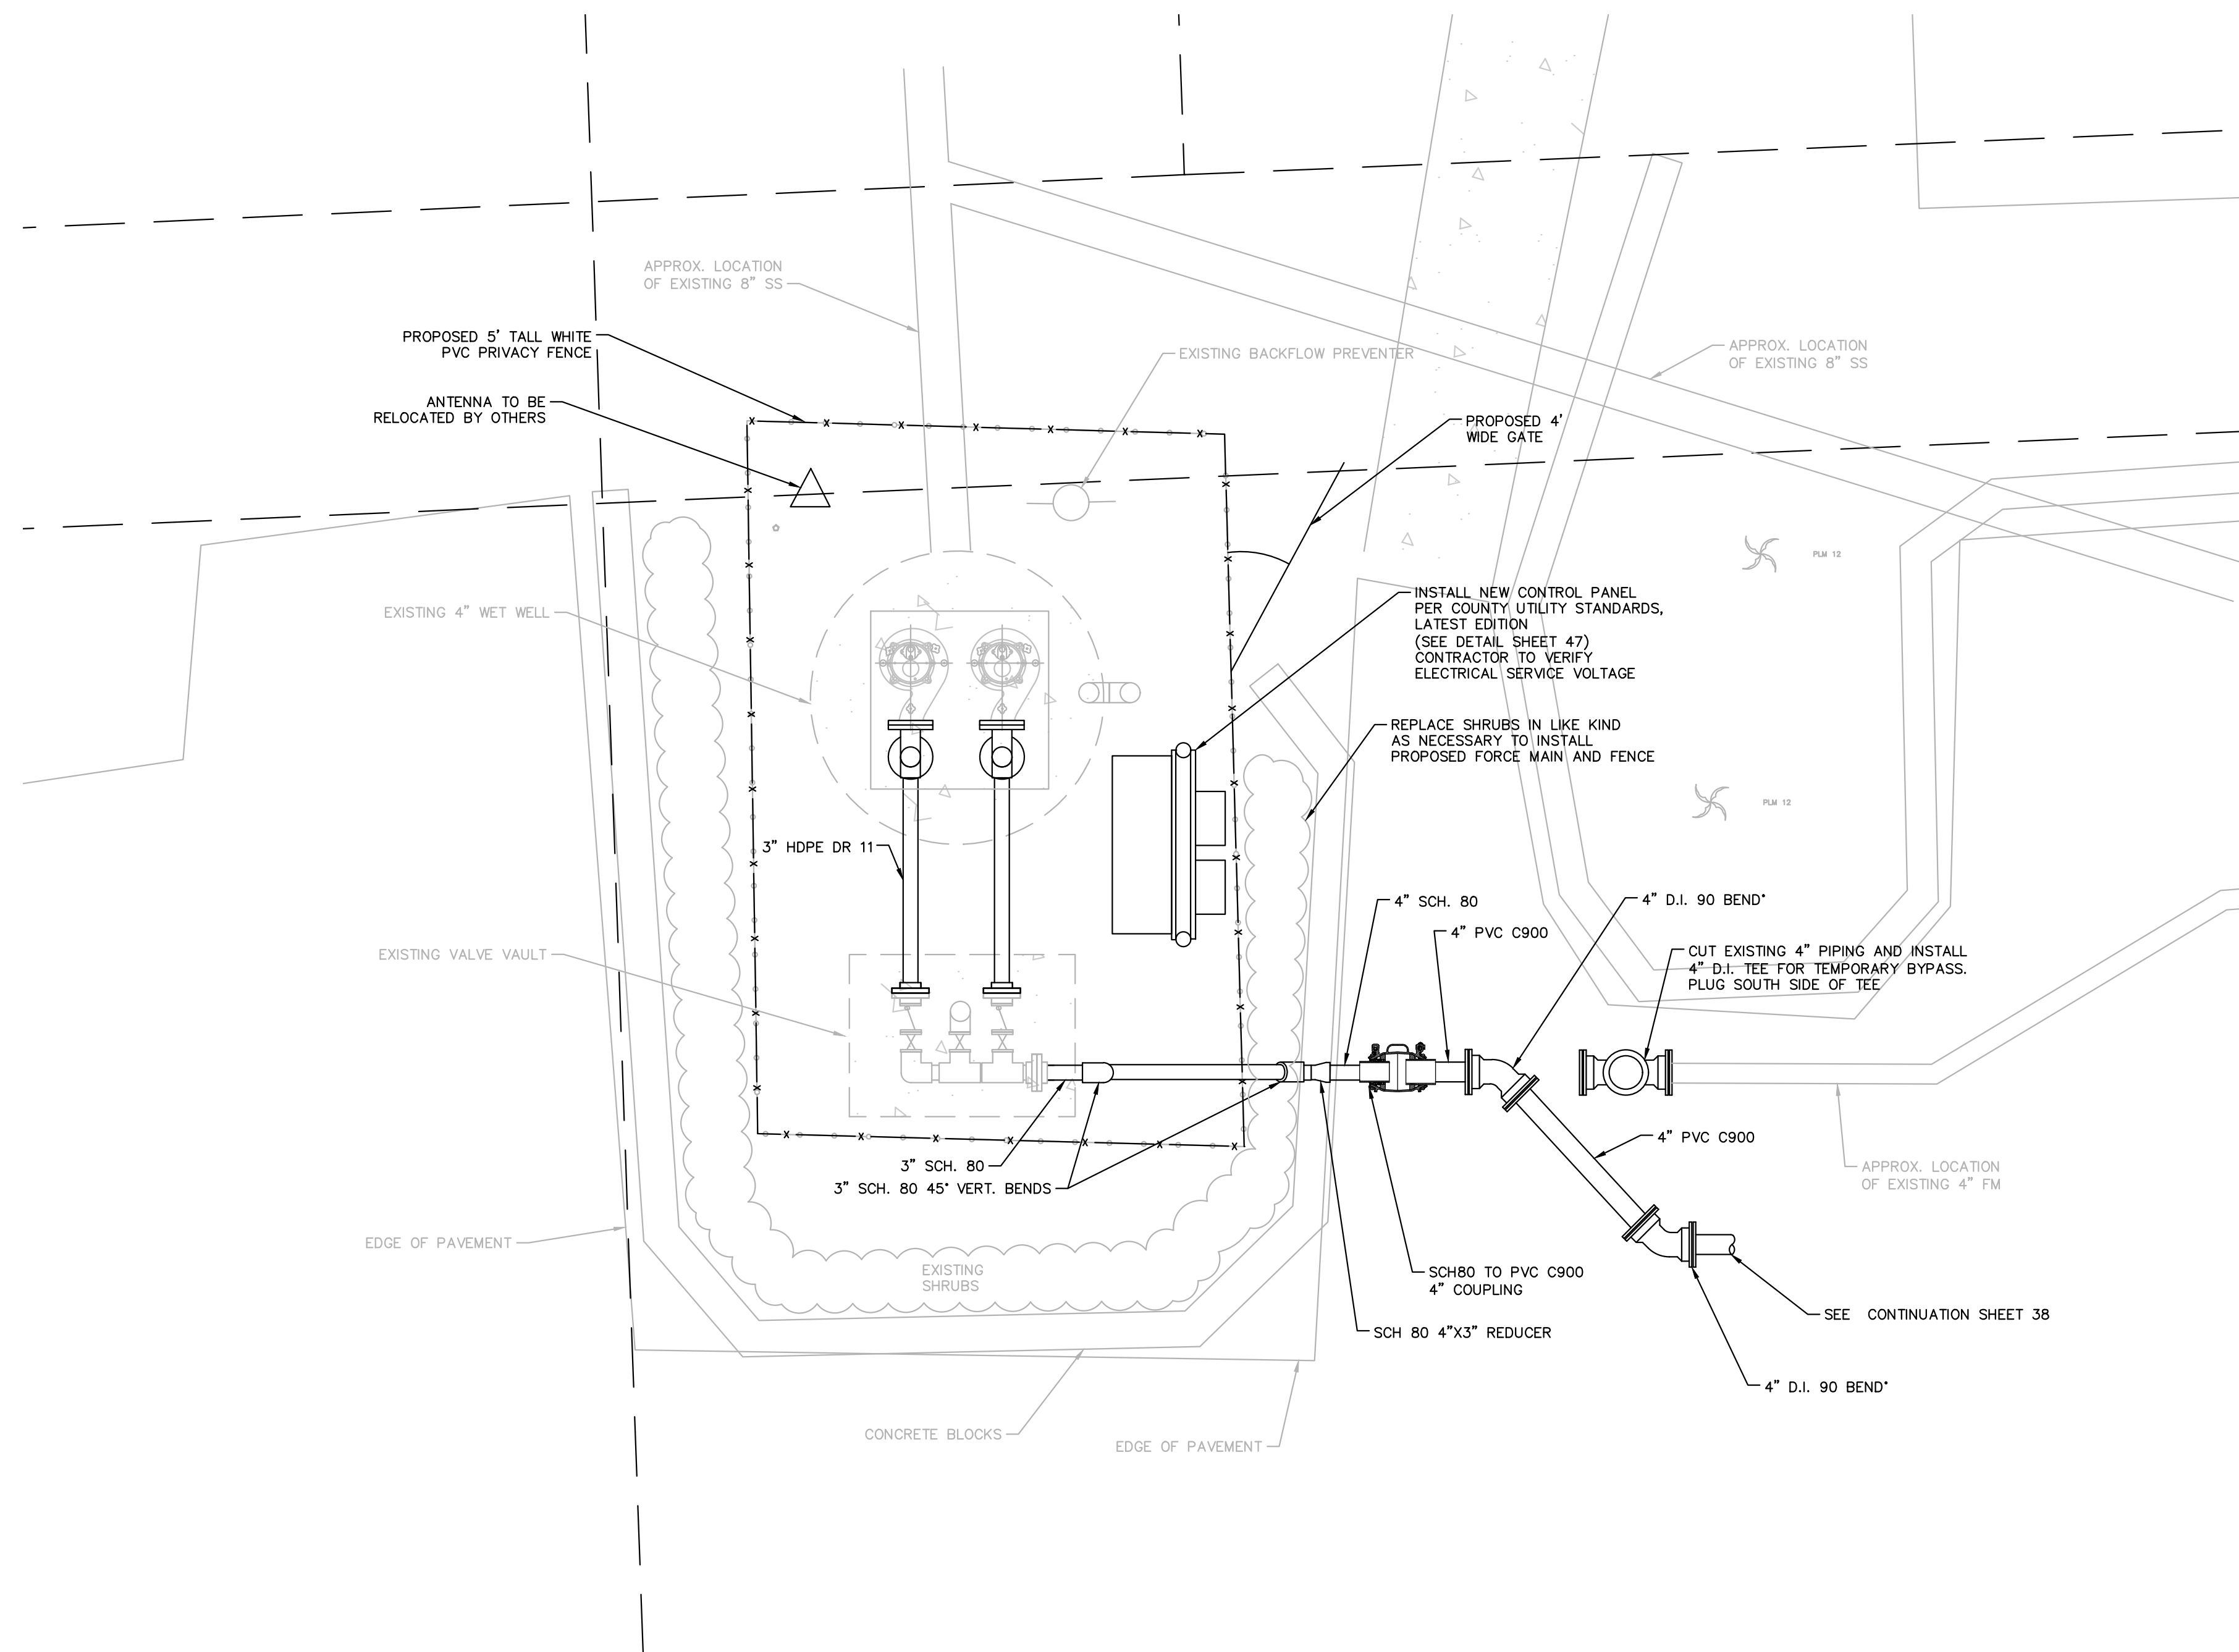 APPROX. LOCATION
OF EXISTING 8" SS
PROPOSED 5' TALL WHITE
PVC PRIVACY FENCE
EXISTING BACKFLOW PREVENTER
APPROX. LOCATION
OF EXISTING 8" SS
ANTENNA TO BE
RELOCATED BY OTHERS
PROPOSED 4'
WIDE GATE
PLM 12
EXISTING 4" WET WELL
INSTALL NEW CONTROL PANEL
PER COUNTY UTILITY STANDARDS,
LATEST EDITION
(SEE DETAIL SHEET 47)
CONTRACTOR TO VERIFY
ELECTRICAL SERVICE VOLTAGE
REPLACE SHRUBS IN LIKE KIND
AS NECESSARY TO INSTALL
PROPOSED FORCE MAIN AND FENCE
PLM 12
3" HDPE DR 11
4" SCH. 80
4" D.I. 90 BEND°
4" PVC C900
EXISTING VALVE VAULT
CUT EXISTING 4" PIPING AND INSTALL
4" D.I. TEE FOR TEMPORARY BYPASS.
PLUG SOUTH SIDE OF TEE
4" PVC C900
3" SCH. 80
3" SCH. 80 45° VERT. BENDS
APPROX. LOCATION
OF EXISTING 4" FM
EDGE OF PAVEMENT
EXISTING
SHRUBS
SCH80 TO PVC C900
4" COUPLING
SEE CONTINUATION SHEET 38
SCH 80 4"X3" REDUCER
4" D.I. 90 BEND°
CONCRETE BLOCKS
EDGE OF PAVEMENT